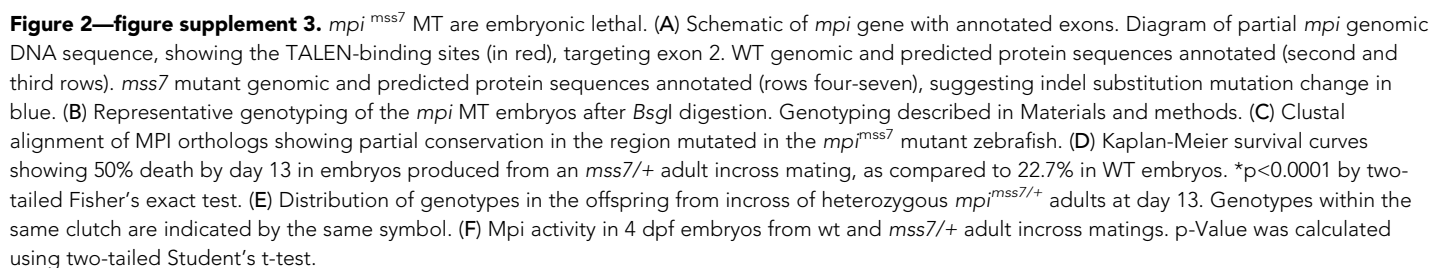 Figure 2—figure supplement 3. mpi mss7 MT are embryonic lethal. (A) Schematic of mpi gene with annotated exons. Diagram of partial mpi genomic
DNA sequence, showing the TALEN-binding sites (in red), targeting exon 2. WT genomic and predicted protein sequences annotated (second and
third rows). mss7 mutant genomic and predicted protein sequences annotated (rows four-seven), suggesting indel substitution mutation change in
blue. (B) Representative genotyping of the mpi MT embryos after BsgI digestion. Genotyping described in Materials and methods. (C) Clustal
alignment of MPI orthologs showing partial conservation in the region mutated in the mpimss7 mutant zebrafish. (D) Kaplan-Meier survival curves
showing 50% death by day 13 in embryos produced from an mss7/+ adult incross mating, as compared to 22.7% in WT embryos. *p<0.0001 by two-
tailed Fisher's exact test. (E) Distribution of genotypes in the offspring from incross of heterozygous mpimss7/+ adults at day 13. Genotypes within the
same clutch are indicated by the same symbol. (F) Mpi activity in 4 dpf embryos from wt and mss7/+ adult incross matings. p-Value was calculated
using two-tailed Student's t-test.